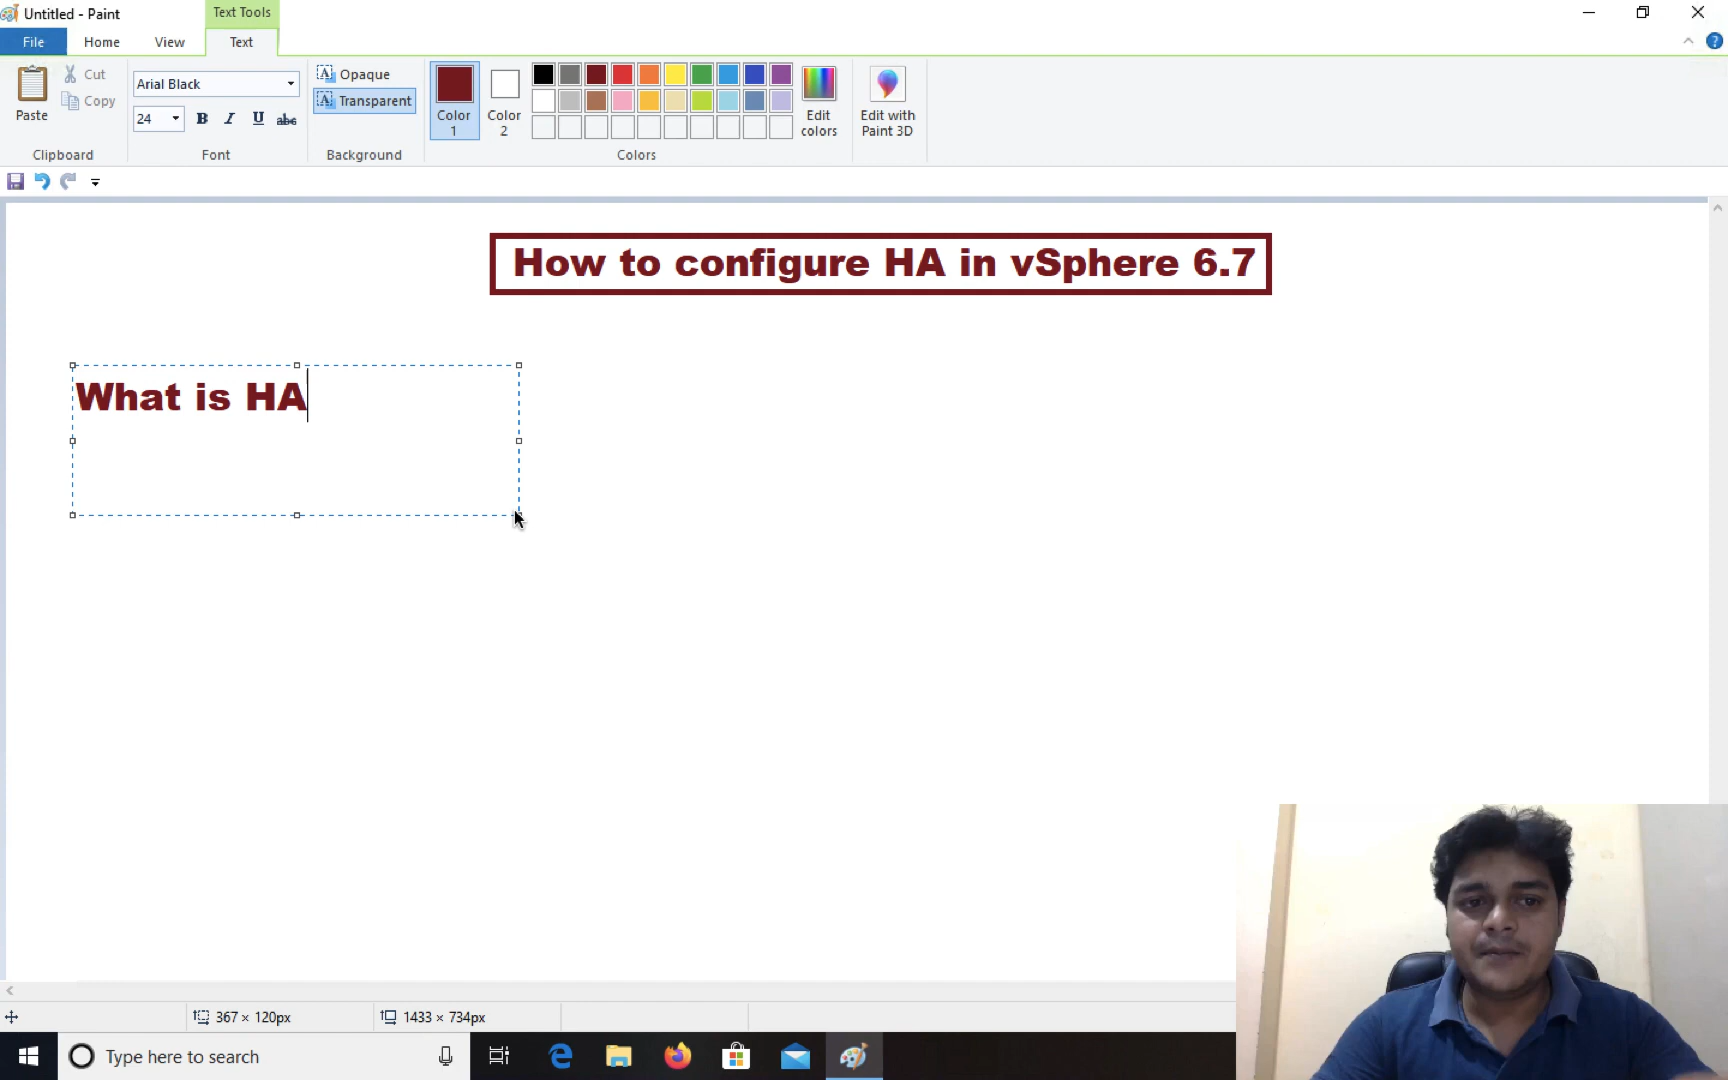 Untitled - Paint
Text Tools
File
Home
View
Text
Paste
Cut
Copy
Clipboard
Arial Black
24
B I U abc
Font
Opaque
Transparent
Background
Color 1
Color 2
Edit colors
Colors
Edit with Paint 3D
How to configure HA in vSphere 6.7
What is HA
367 × 120px
1433 × 734px
Type here to search